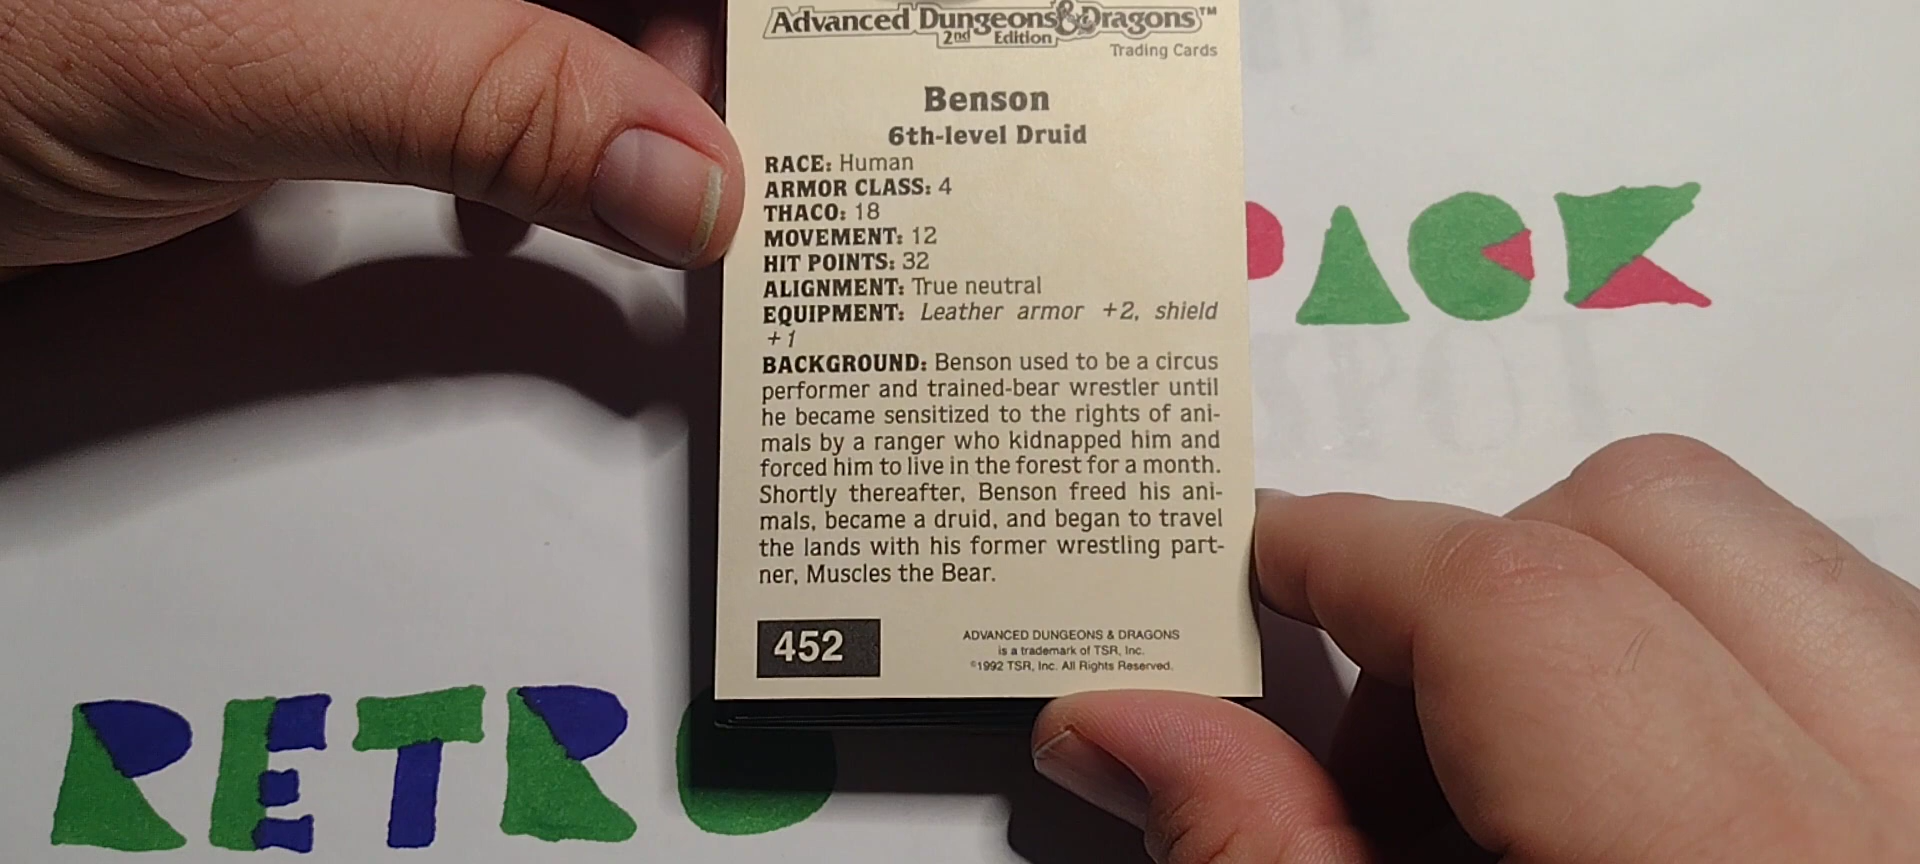 Advanced Dungeons & Dragons™
2nd Edition
Trading Cards
Benson
6th-level Druid
RACE: Human
ARMOR CLASS: 4
THACO: 18
MOVEMENT: 12
HIT POINTS: 32
ALIGNMENT: True neutral
EQUIPMENT: Leather armor +2, shield
+1
BACKGROUND: Benson used to be a circus
performer and trained-bear wrestler until
he became sensitized to the rights of ani-
mals by a ranger who kidnapped him and
forced him to live in the forest for a month.
Shortly thereafter, Benson freed his ani-
mals, became a druid, and began to travel
the lands with his former wrestling part-
ner, Muscles the Bear.
452
ADVANCED DUNGEONS & DRAGONS
is a trademark of TSR, Inc.
©1992 TSR, Inc. All Rights Reserved.
PACK
RETRO